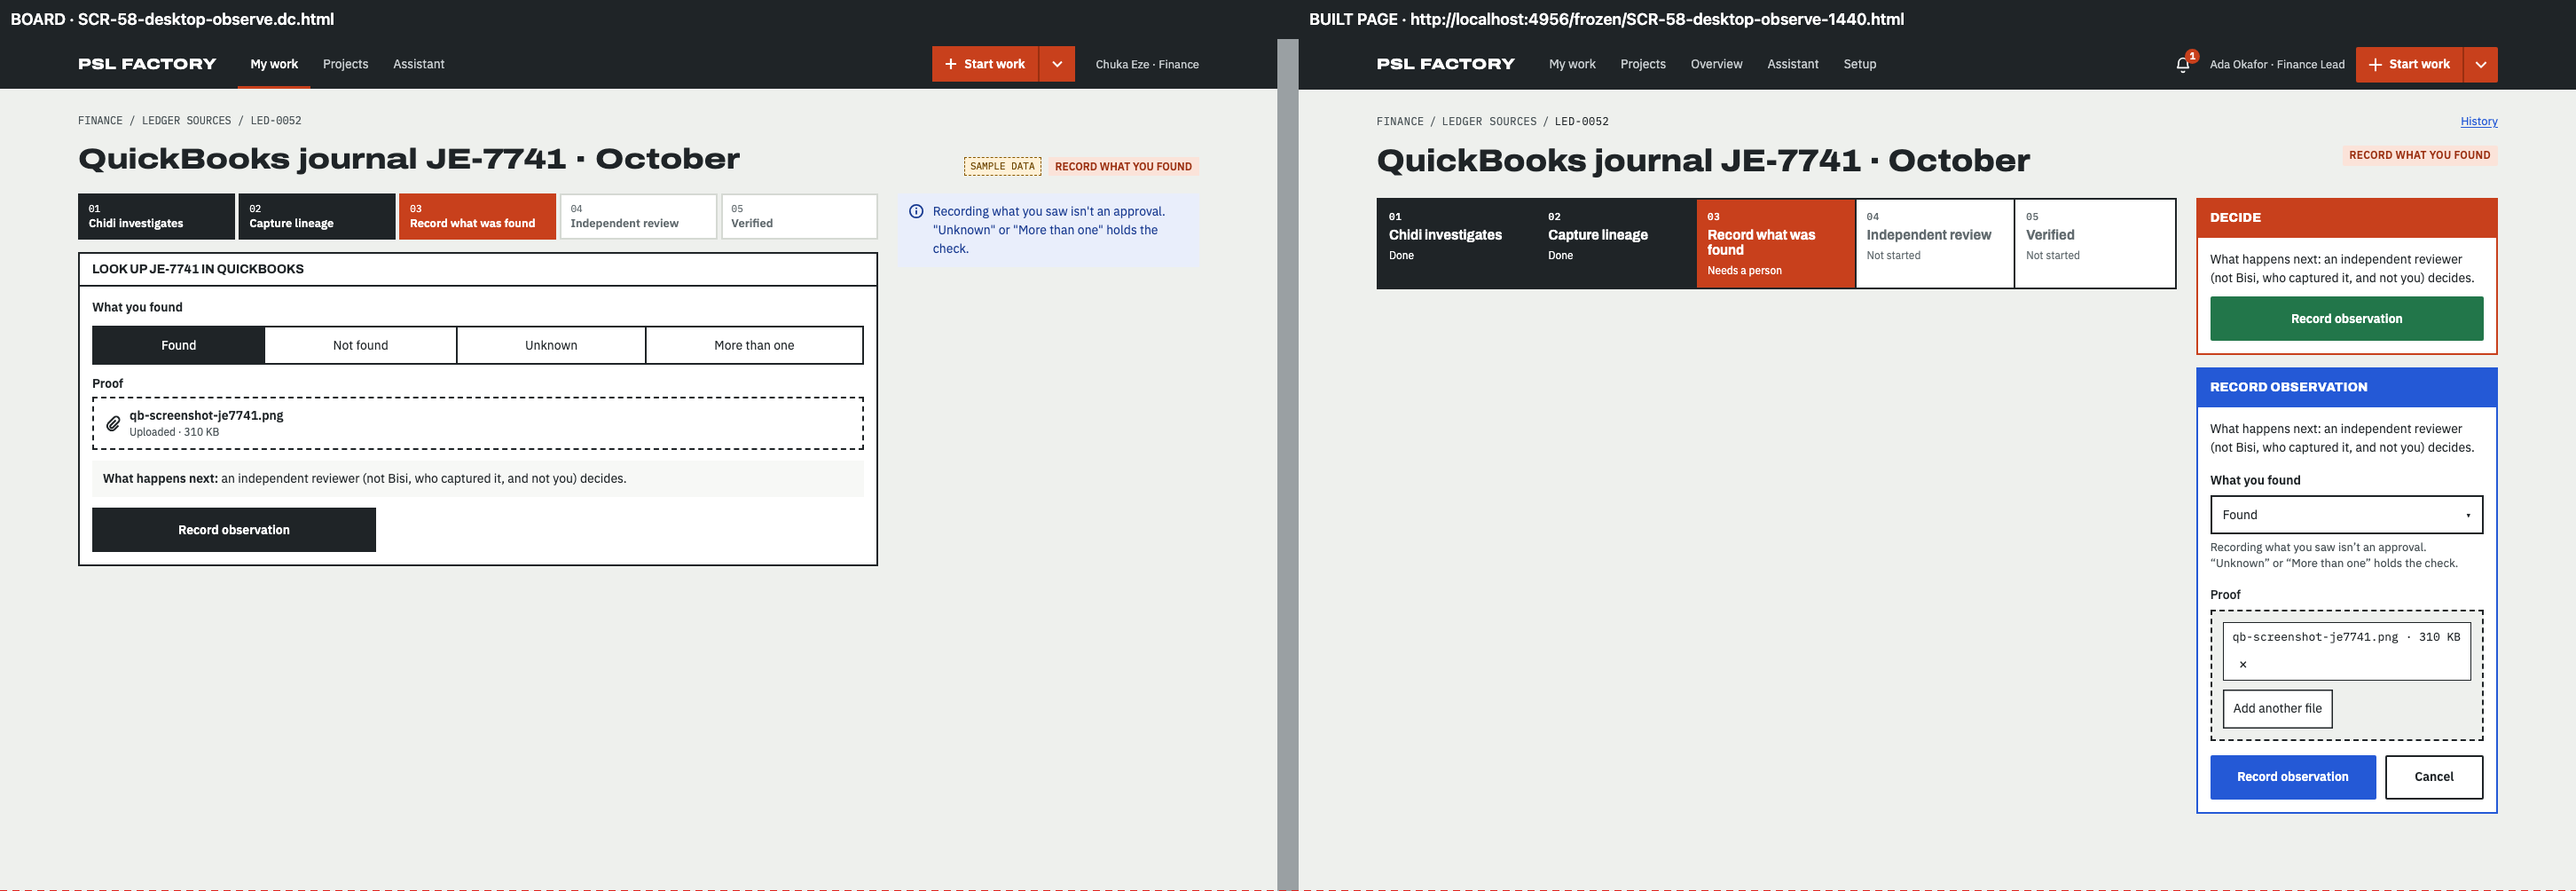 BOARD · SCR-58-desktop-observe.dc.html
PSL FACTORY
My work
Projects
Assistant
+ Start work
Chuka Eze · Finance
FINANCE / LEDGER SOURCES / LED-0052
QuickBooks journal JE-7741 · October
SAMPLE DATA
RECORD WHAT YOU FOUND
01
Chidi investigates
02
Capture lineage
03
Record what was found
04
Independent review
05
Verified
Recording what you saw isn't an approval.
"Unknown" or "More than one" holds the
check.
LOOK UP JE-7741 IN QUICKBOOKS
What you found
Found
Not found
Unknown
More than one
Proof
qb-screenshot-je7741.png
Uploaded · 310 KB
What happens next: an independent reviewer (not Bisi, who captured it, and not you) decides.
Record observation
BUILT PAGE · http://localhost:4956/frozen/SCR-58-desktop-observe-1440.html
PSL FACTORY
My work
Projects
Overview
Assistant
Setup
1
Ada Okafor · Finance Lead
+ Start work
FINANCE / LEDGER SOURCES / LED-0052
History
QuickBooks journal JE-7741 · October
RECORD WHAT YOU FOUND
01
Chidi investigates
Done
02
Capture lineage
Done
03
Record what was
found
Needs a person
04
Independent review
Not started
05
Verified
Not started
DECIDE
What happens next: an independent reviewer
(not Bisi, who captured it, and not you) decides.
Record observation
RECORD OBSERVATION
What happens next: an independent reviewer
(not Bisi, who captured it, and not you) decides.
What you found
Found
Recording what you saw isn’t an approval.
“Unknown” or “More than one” holds the check.
Proof
qb-screenshot-je7741.png · 310 KB
×
Add another file
Record observation
Cancel